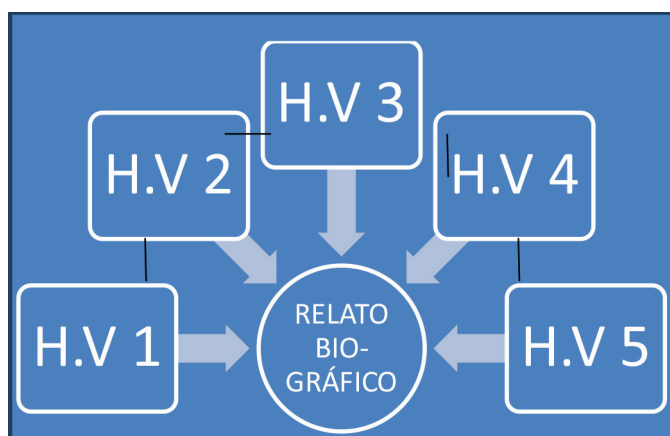 H.V 3
H.V 2
H.V 4
H.V 1
RELATO
BIO-
GRÁFICO
H.V 5